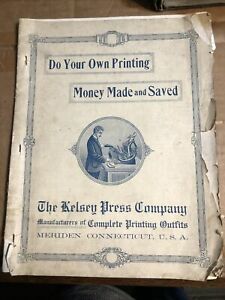 Do Your Own Printing
Money Made and Saved
The Kelsey Press Company
Manufacturers of Complete Printing Outfits
MERIDEN CONNECTICUT, U. S. A.